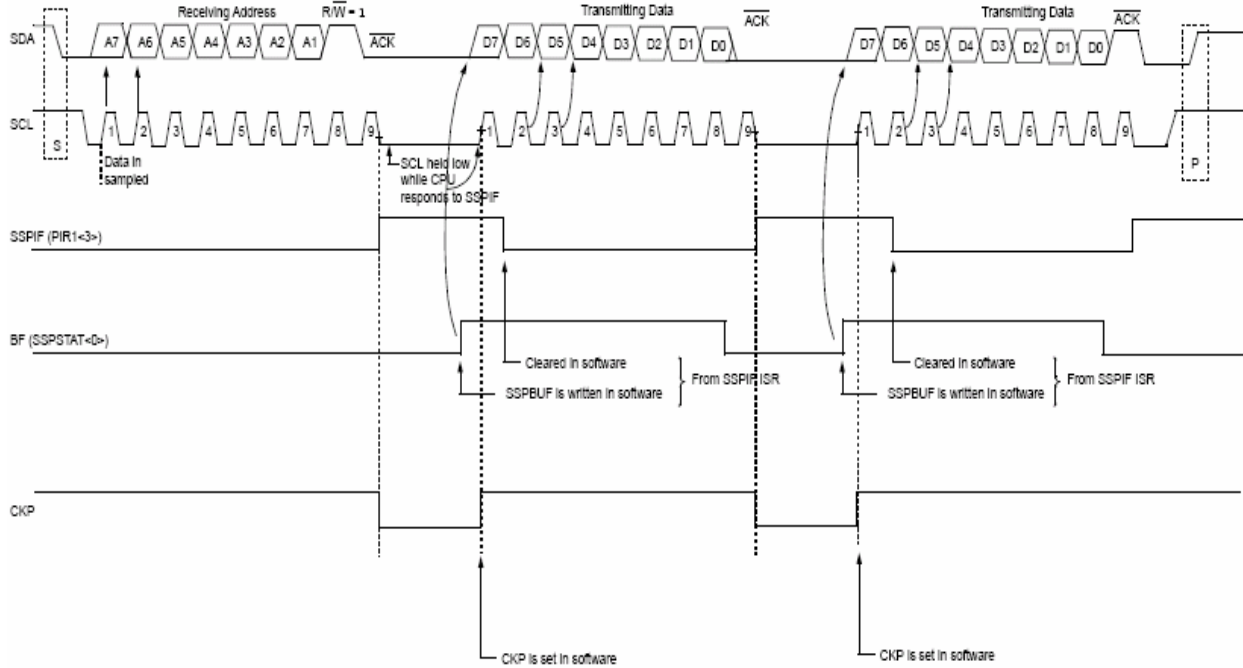 Receiving Address
R/W = 1
Transmitting Data
ACK
Transmitting Data
SDA
A7 A6 A5 A4 A3 A2 A1
ACK
D7 D6 D5 D4 D3 D2 D1 D0
D7 D6 D5 D4 D3 D2 D1 D0
ACK
SCL
S
1 2 3 4 5 6 7 8 9
1 2 3 4 5 6 7 8 9
1 2 3 4 5 6 7 8 9
P
Data in
sampled
SCL held low
while CPU
responds to SSPIF
SSPIF (PIR1<3>)
BF (SSPSTAT<0>)
Cleared in software
SSPBUF is written in software
From SSPIF ISR
Cleared in software
SSPBUF is written in software
From SSPIF ISR
CKP
CKP is set in software
CKP is set in software